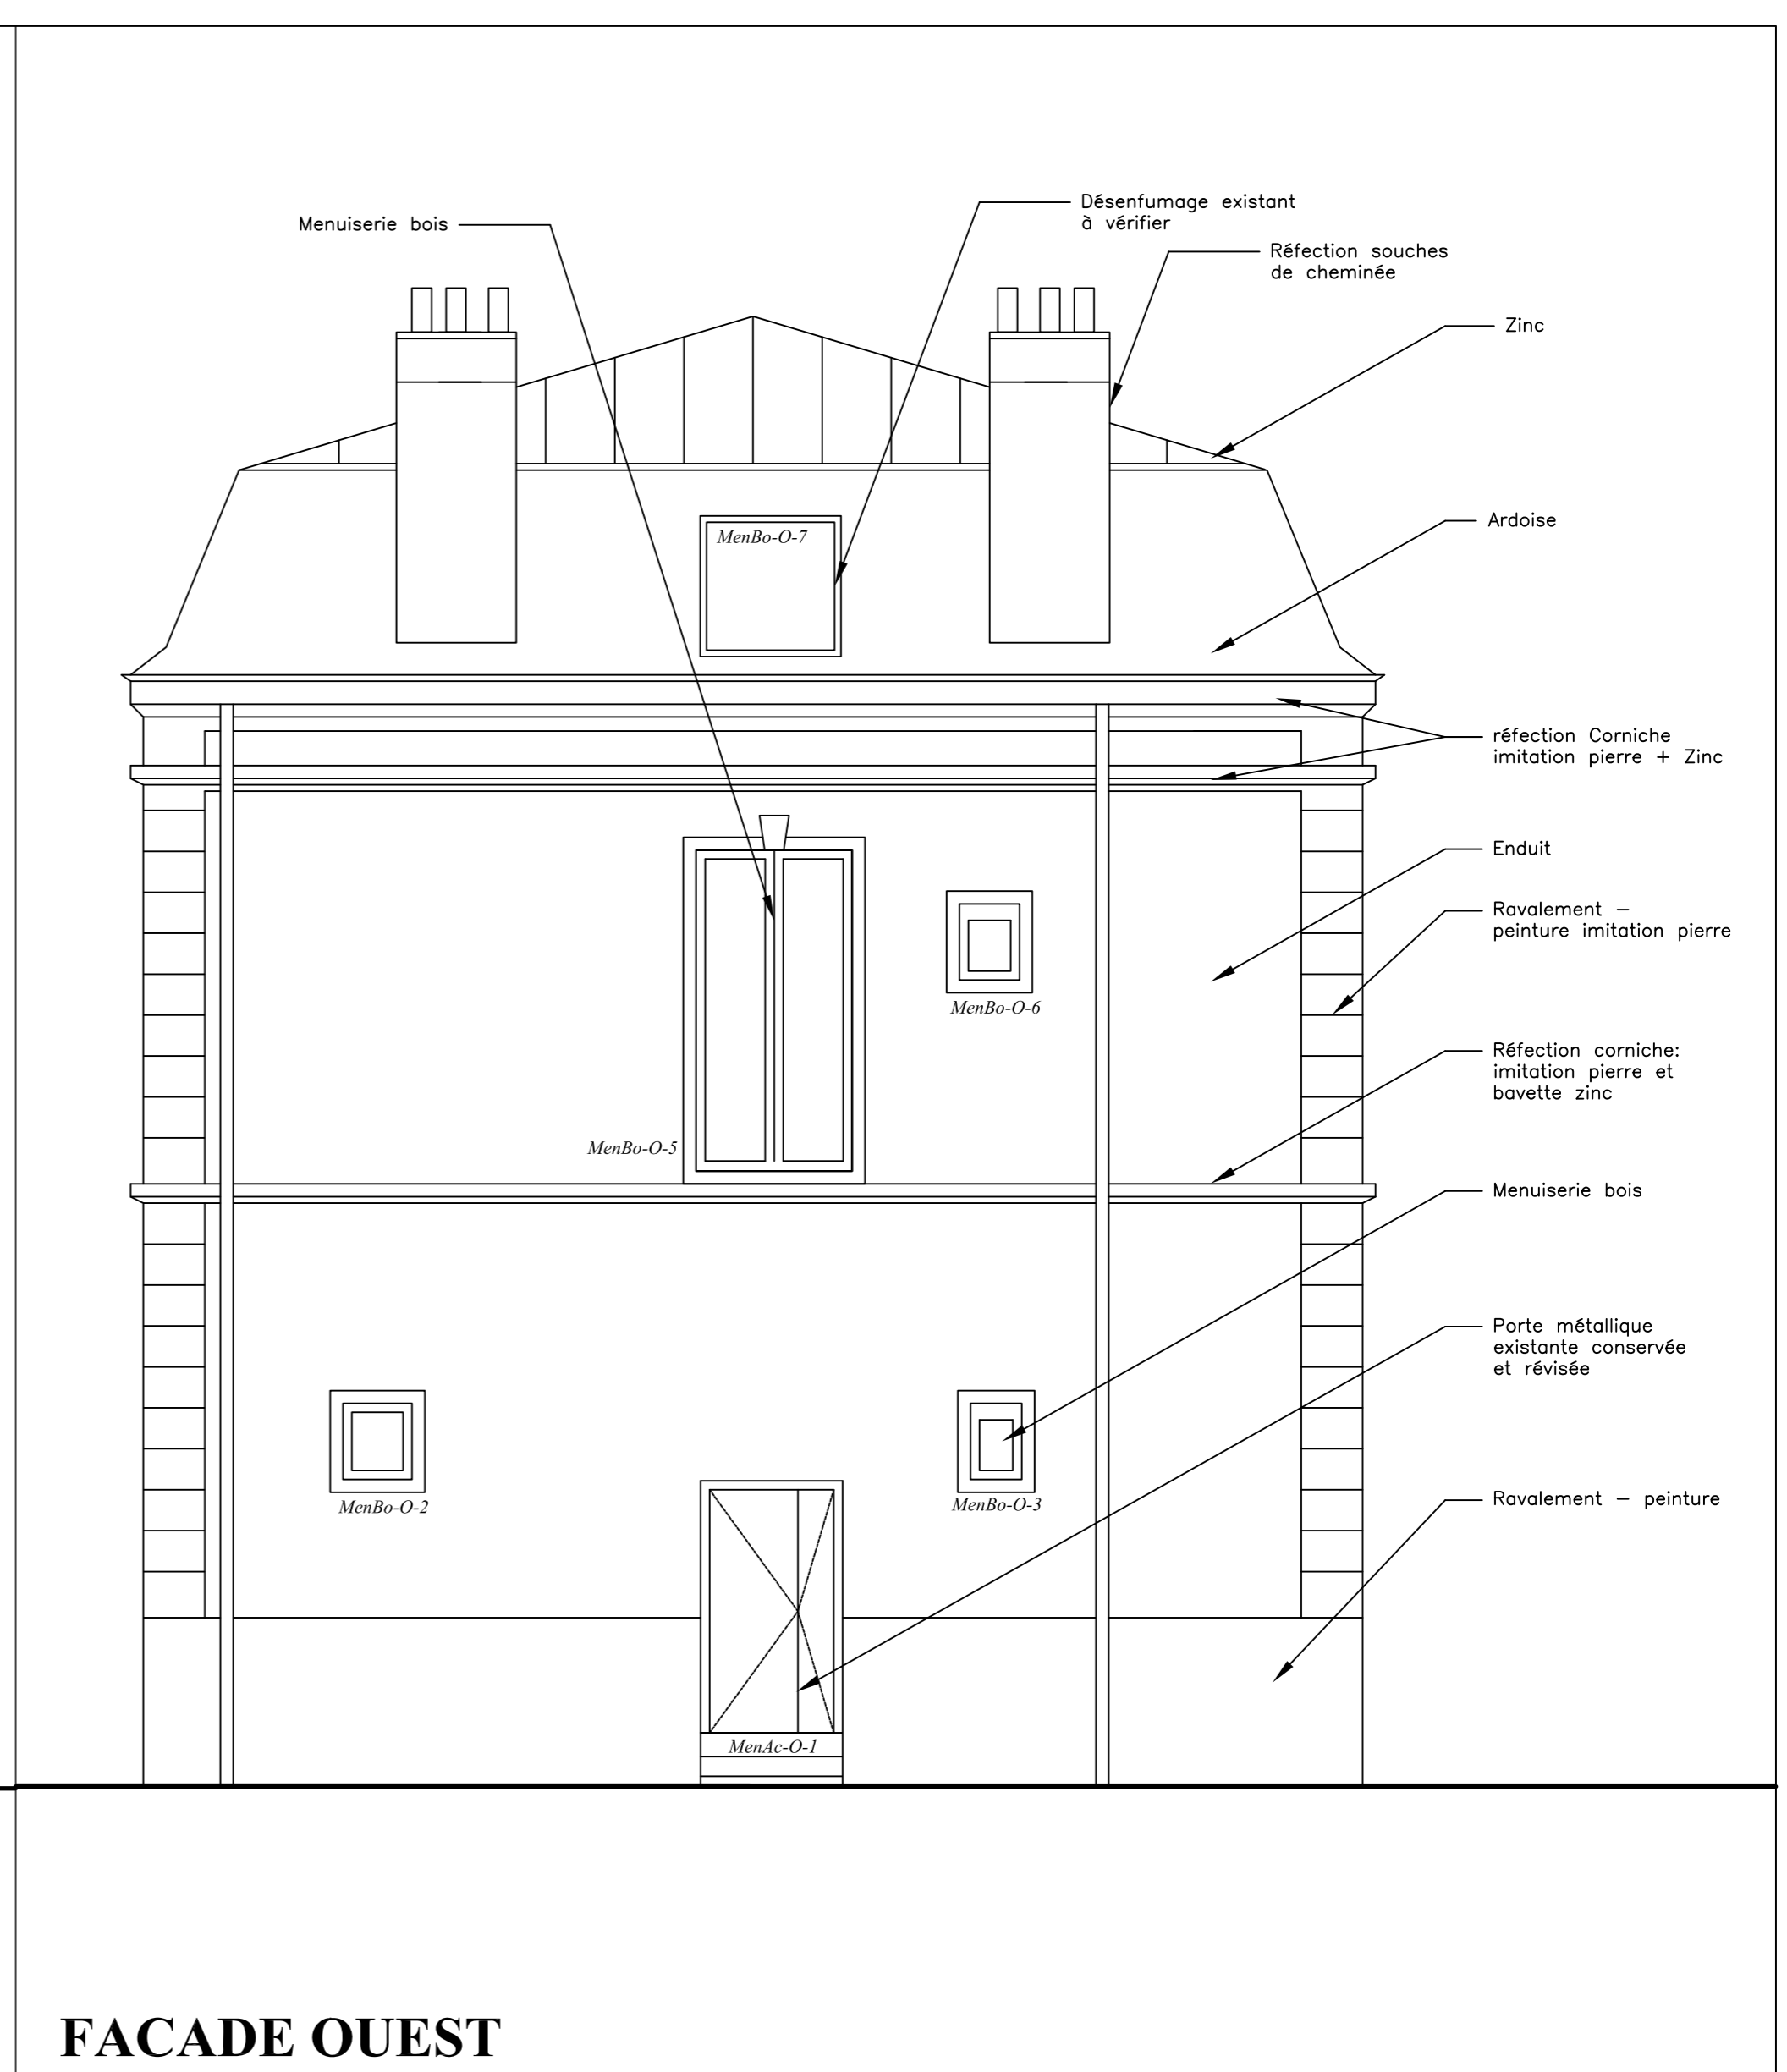 Menuiserie bois
Désenfumage existant
à vérifier
Réfection souches
de cheminée
Zinc
Ardoise
MenBo-O-7
réfection Corniche
imitation pierre + Zinc
Enduit
Ravalement –
peinture imitation pierre
MenBo-O-6
Réfection corniche:
imitation pierre et
bavette zinc
MenBo-O-5
Menuiserie bois
Porte métallique
existante conservée
et révisée
MenBo-O-2
MenBo-O-3
Ravalement – peinture
MenAc-O-1
FACADE OUEST